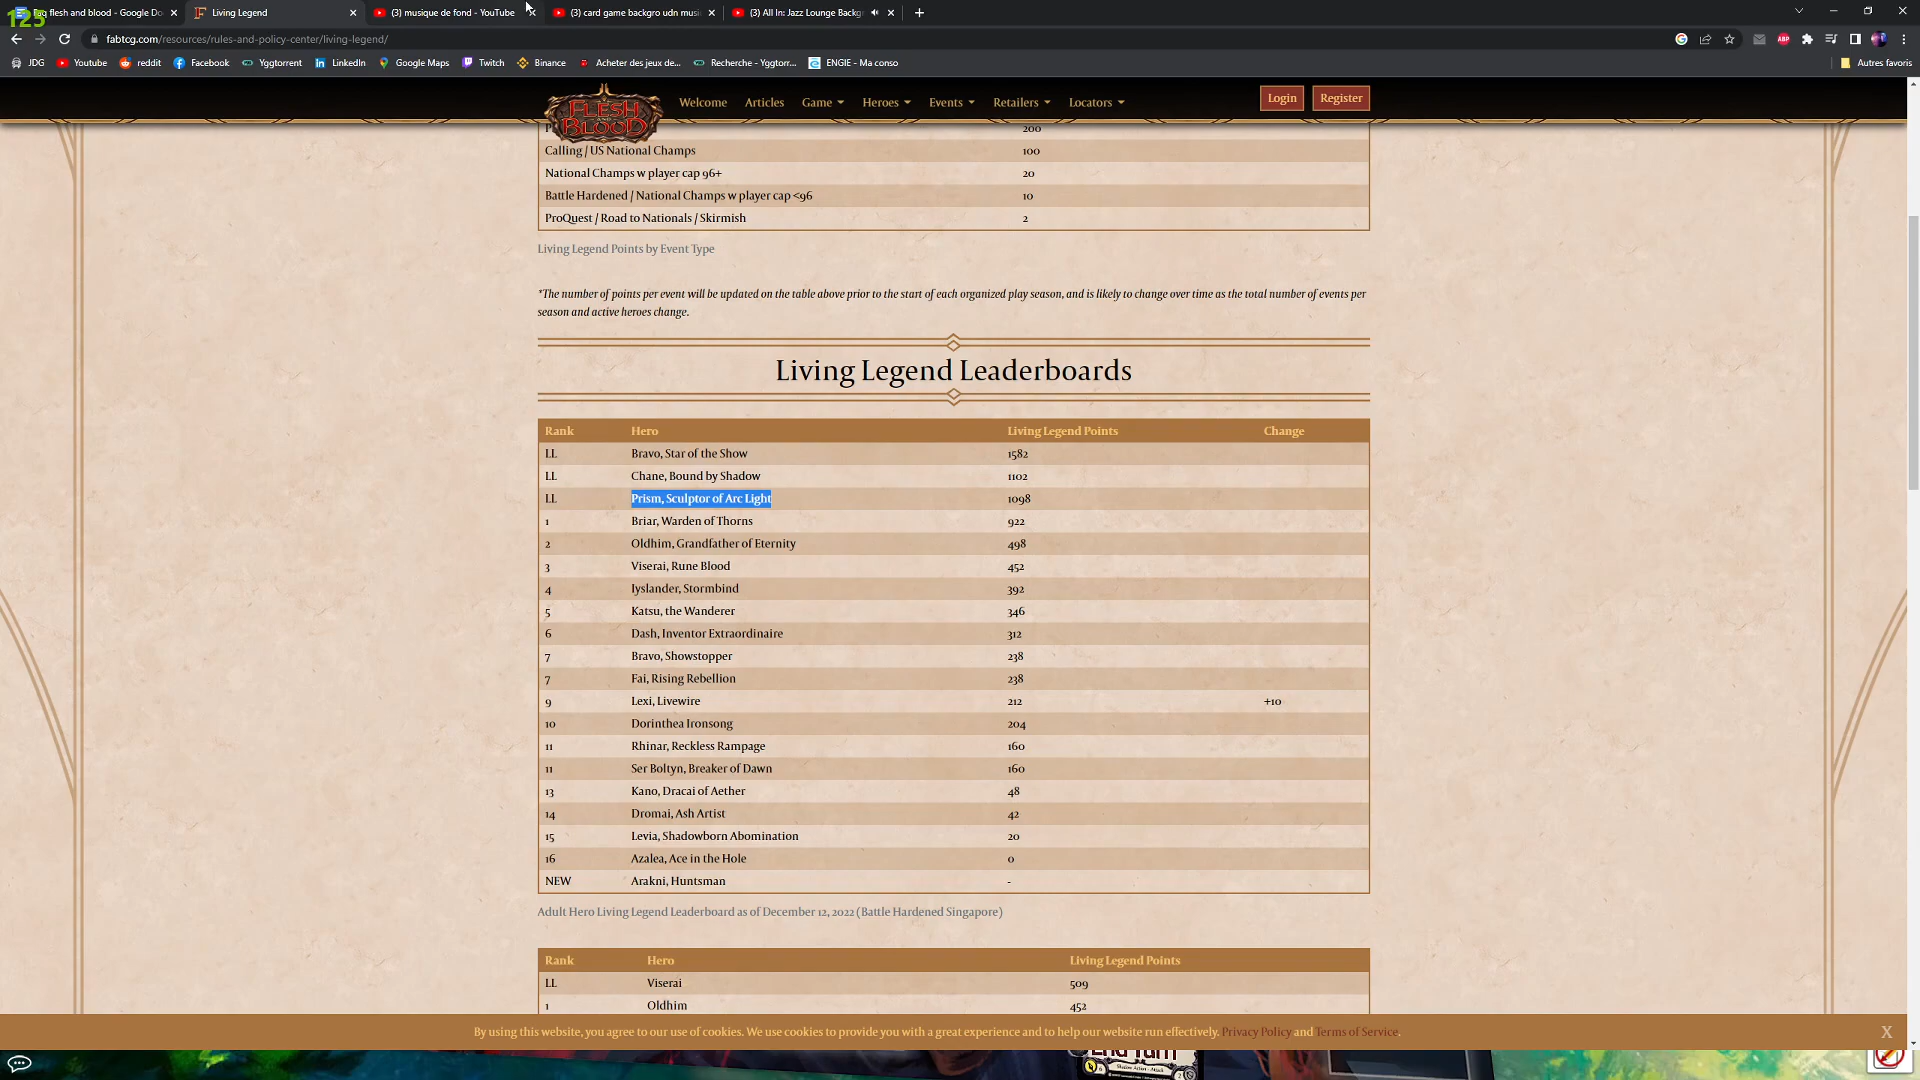 125
Tag flesh and blood - Google Do
Living Legend
(3) musique de fond - YouTube
(3) card game backgro udn musi
(3) All In: Jazz Lounge Backg
fabtcg.com/resources/rules-and-policy-center/living-legend/
ABP
JDG
Youtube
reddit
Facebook
Yggtorrent
LinkedIn
Google Maps
Twitch
Binance
Acheter des jeux de...
Recherche - Yggtorr...
ENGIE - Ma conso
Autres favoris
FLESH AND BLOOD
Welcome
Articles
Game
Heroes
Events
Retailers
Locators
Login
Register
200
Calling / US National Champs 100
National Champs w player cap 96+ 20
Battle Hardened / National Champs w player cap <96 10
ProQuest / Road to Nationals / Skirmish 2
Living Legend Points by Event Type
*The number of points per event will be updated on the table above prior to the start of each organized play season, and is likely to change over time as the total number of events per
season and active heroes change.
Living Legend Leaderboards
Rank Hero Living Legend Points Change
LL Bravo, Star of the Show 1582
LL Chane, Bound by Shadow 1102
LL Prism, Sculptor of Arc Light 1098
1 Briar, Warden of Thorns 922
2 Oldhim, Grandfather of Eternity 498
3 Viserai, Rune Blood 452
4 Iyslander, Stormbind 392
5 Katsu, the Wanderer 346
6 Dash, Inventor Extraordinaire 312
7 Bravo, Showstopper 238
7 Fai, Rising Rebellion 238
9 Lexi, Livewire 212 +10
10 Dorinthea Ironsong 204
11 Rhinar, Reckless Rampage 160
11 Ser Boltyn, Breaker of Dawn 160
13 Kano, Dracai of Aether 48
14 Dromai, Ash Artist 42
15 Levia, Shadowborn Abomination 20
16 Azalea, Ace in the Hole 0
NEW Arakni, Huntsman -
Adult Hero Living Legend Leaderboard as of December 12, 2022 (Battle Hardened Singapore)
Rank Hero Living Legend Points
LL Viserai 509
1 Oldhim 452
By using this website, you agree to our use of cookies. We use cookies to provide you with a great experience and to help our website run effectively. Privacy Policy and Terms of Service.
X
End Turn